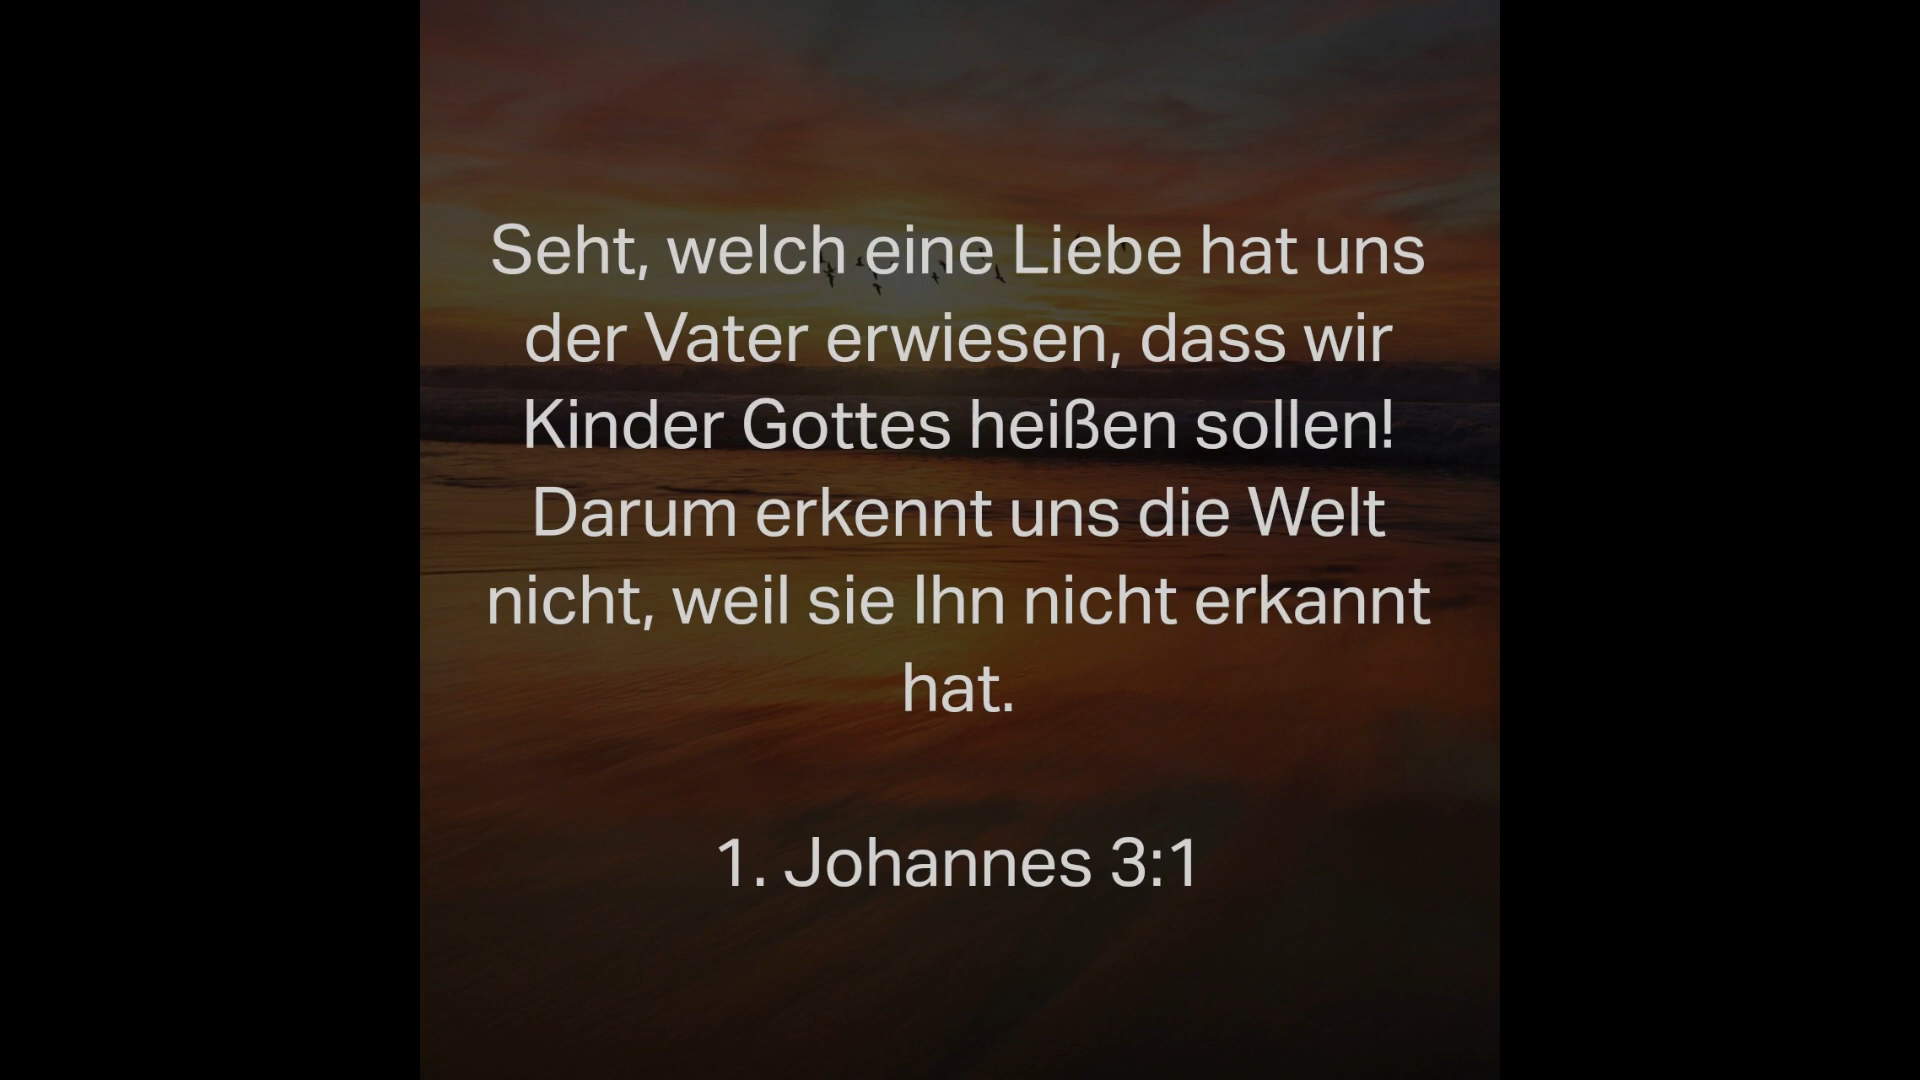 Seht, welch eine Liebe hat uns
der Vater erwiesen, dass wir
Kinder Gottes heißen sollen!
Darum erkennt uns die Welt
nicht, weil sie Ihn nicht erkannt
hat.
1. Johannes 3:1